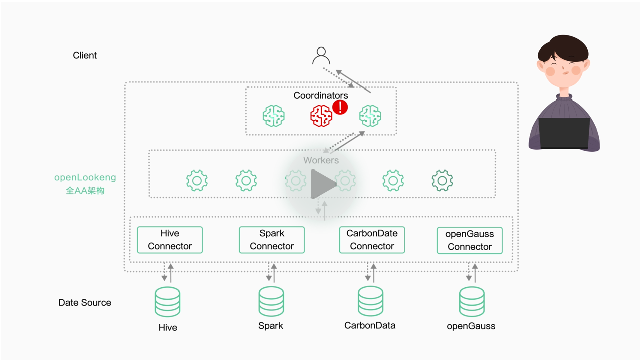 Client
Coordinators
!
Workers
openLookeng
全AA架构
Hive
Connector
Spark
Connector
CarbonDate
Connector
openGauss
Connector
Date Source
Hive
Spark
CarbonData
openGauss